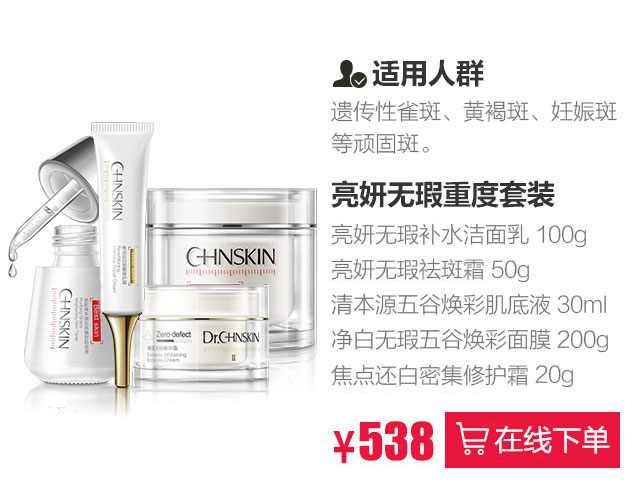 适用人群
遗传性雀斑、黄褐斑、妊娠斑
等顽固斑。
亮妍无瑕重度套装
亮妍无瑕补水洁面乳 100g
亮妍无瑕祛斑霜 50g
清本源五谷焕彩肌底液 30ml
净白无瑕五谷焕彩面膜 200g
焦点还白密集修护霜 20g
¥538
在线下单
CHNSKIN
CHNSKIN
Best skin
CHNSKIN
Zero defect
Dr.CHNSKIN
II